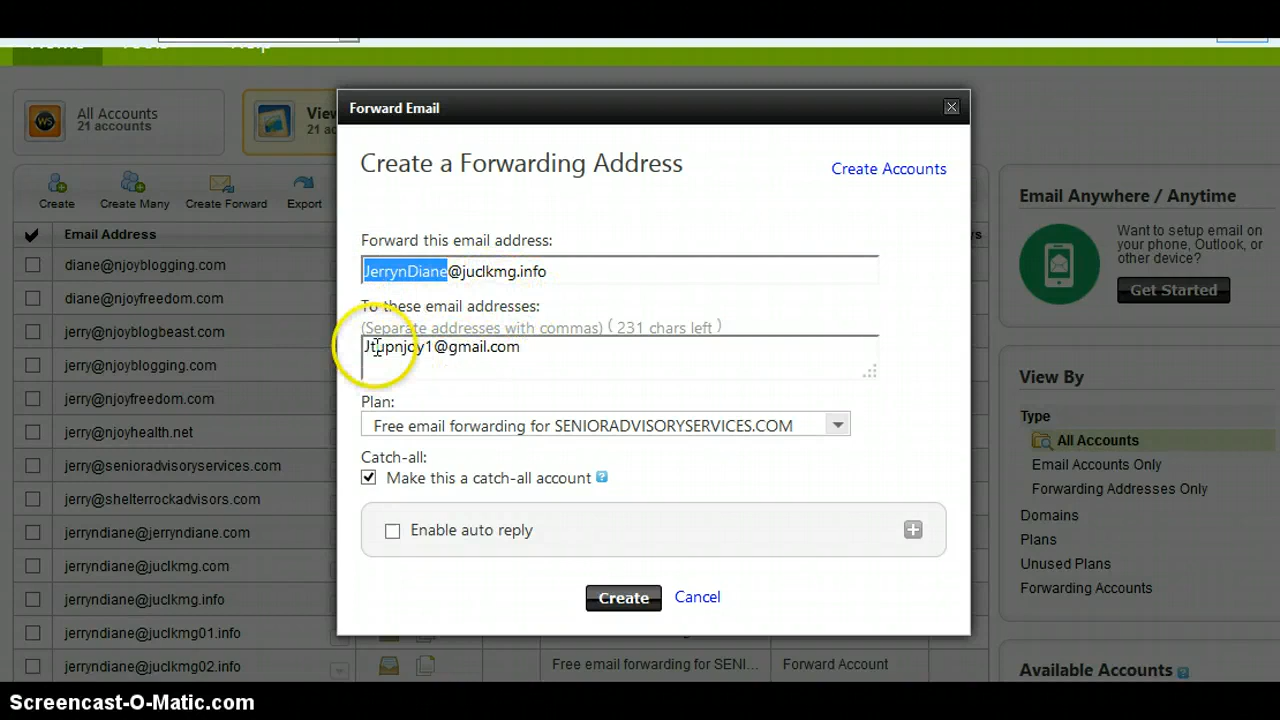 Home Tools Help
All Accounts
21 accounts
21
Create
Create Many
Create Forward
Export
Email Address
diane@njoyblogging.com
diane@njoyfreedom.com
jerry@njoyblogbeast.com
jerry@njoyblogging.com
jerry@njoyfreedom.com
jerry@njoyhealth.net
jerry@senioradvisoryservices.com
jerry@shelterrockadvisors.com
jerryndiane@jerryndiane.com
jerryndiane@juclkmg.com
jerryndiane@juclkmg.info
jerryndiane@juclkmg01.info
jerryndiane@juclkmg02.info
Free email forwarding for SENI...
Forward Account
Forward Email
Create a Forwarding Address
Create Accounts
Forward this email address:
JerrynDiane@juclkmg.info
To these email addresses:
(Separate addresses with commas) ( 231 chars left )
@gmail.com
Plan:
Free email forwarding for SENIORADVISORYSERVICES.COM
Catch-all:
Make this a catch-all account ?
Enable auto reply
Create
Cancel
Email Anywhere / Anytime
Want to setup email on
your phone, Outlook, or
other device?
Get Started
View By
Type
All Accounts
Email Accounts Only
Forwarding Addresses Only
Domains
Plans
Unused Plans
Forwarding Accounts
Available Accounts ?
Screencast-O-Matic.com